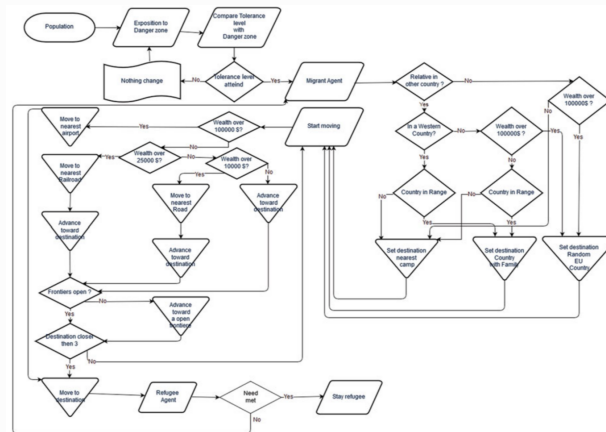 Population
Exposition to
Danger zone
Compare Tolerance
level
with
Danger zone
Nothing change
No
Tolerance level
atteind
Yes
Migrant Agent
Relative in
other country ?
No
Wealth over
100000$ ?
Yes
Move to
nearest
airport
Yes
Wealth over
100000 $?
Start moving
In a Western
Country?
No
Wealth over
100000$ ?
Yes
No
Move to
nearest
Railroad
Yes
Wealth over
25000 $?
No
Wealth over
10000 $?
Yes
No
Yes
No
No
Country in Range
No
Country in Range
Move to
nearest
Road
Advance toward
destination
Yes
Yes
Advance
toward
destination
Advance
toward
destination
Set destination
nearest
camp
Set destination
Country
with Family
Set destination
Random
EU
Country
Frontiers open ?
No
Advance
toward
a open
frontiere
Yes
Destination closer
then 3
No
Yes
Move to
destination
Refugee
Agent
Need
met
Yes
Stay refugee
No